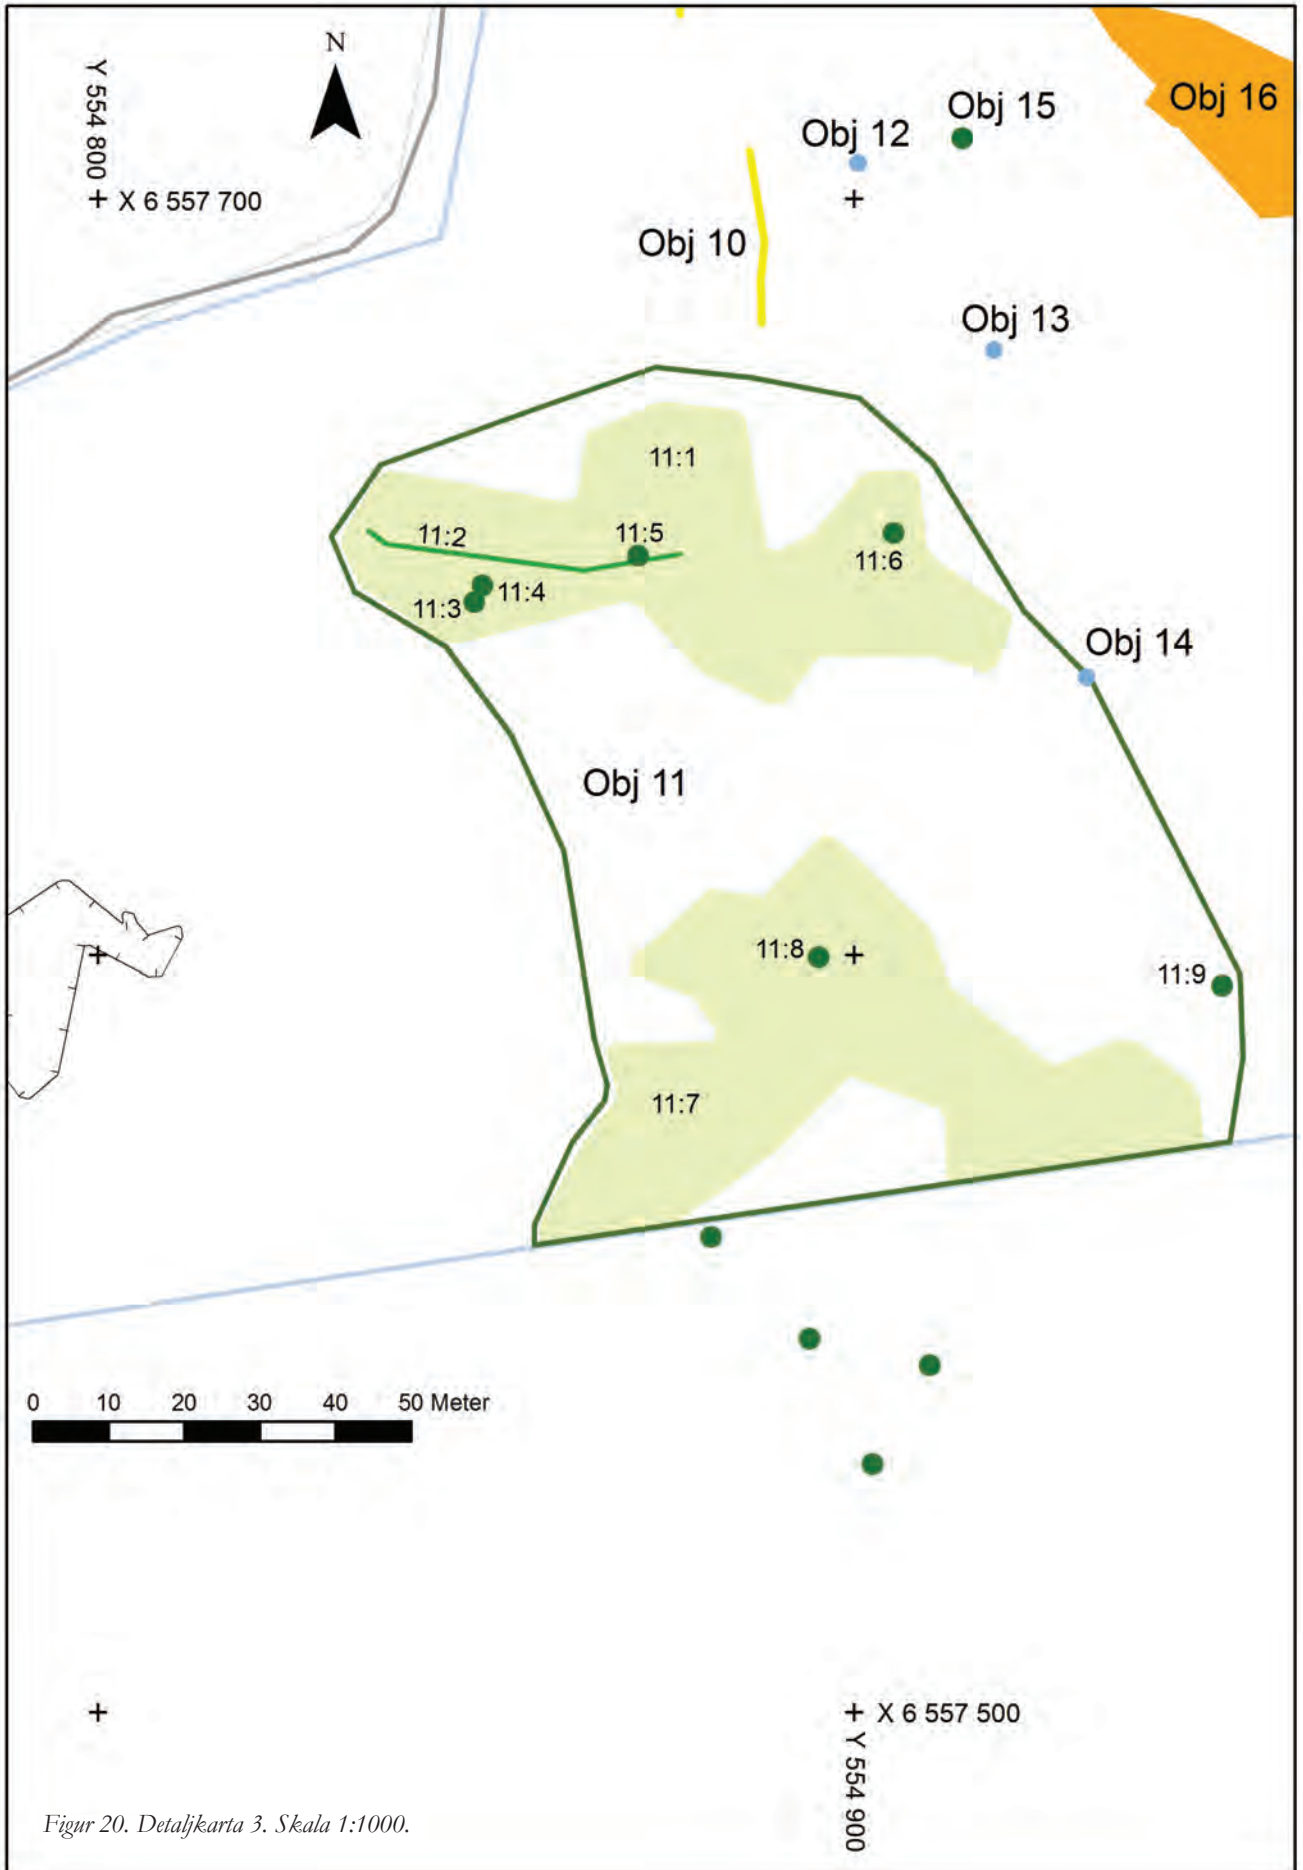 N
Y 554 800
X 6 557 700
Obj 12
Obj 15
Obj 16
Obj 10
Obj 13
11:1
11:2
11:5
11:6
11:4
11:3
Obj 14
Obj 11
11:8
11:9
11:7
0 10 20 30 40 50 Meter
X 6 557 500
Y 554 900
Figur 20. Detaljkarta 3. Skala 1:1000.